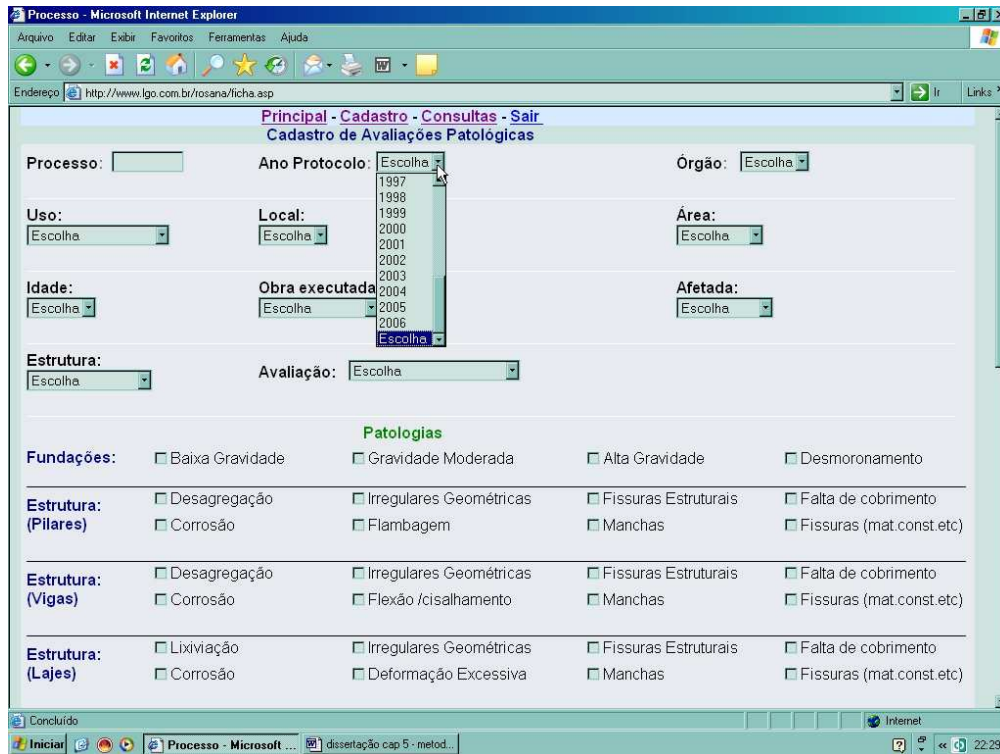 Processo - Microsoft Internet Explorer
Arquivo Editar Exibir Favoritos Ferramentas Ajuda
Endereço http://www.lgo.com.br/rosana/ficha.asp Ir Links
Principal - Cadastro - Consultas - Sair
Cadastro de Avaliações Patológicas
Processo: Ano Protocolo: Escolha Órgão: Escolha
1997
1998
1999
2000
2001
2002
2003
2004
2005
2006
Escolha
Uso: Local: Área:
Escolha Escolha Escolha
Idade: Obra executada Afetada:
Escolha Escolha Escolha
Estrutura:
Escolha
Avaliação: Escolha
Patologias
Fundações: Baixa Gravidade Gravidade Moderada Alta Gravidade Desmoronamento
Estrutura: Desagregação Irregulares Geométricas Fissuras Estruturais Falta de cobrimento
(Pilares) Corrosão Flambagem Manchas Fissuras (mat.const.etc)
Estrutura: Desagregação Irregulares Geométricas Fissuras Estruturais Falta de cobrimento
(Vigas) Corrosão Flexão /cisalhamento Manchas Fissuras (mat.const.etc)
Estrutura: Lixiviação Irregulares Geométricas Fissuras Estruturais Falta de cobrimento
(Lajes) Corrosão Deformação Excessiva Manchas Fissuras (mat.const.etc)
Concluído Internet
Iniciar Processo - Microsoft ... dissertação cap 5 - metod...